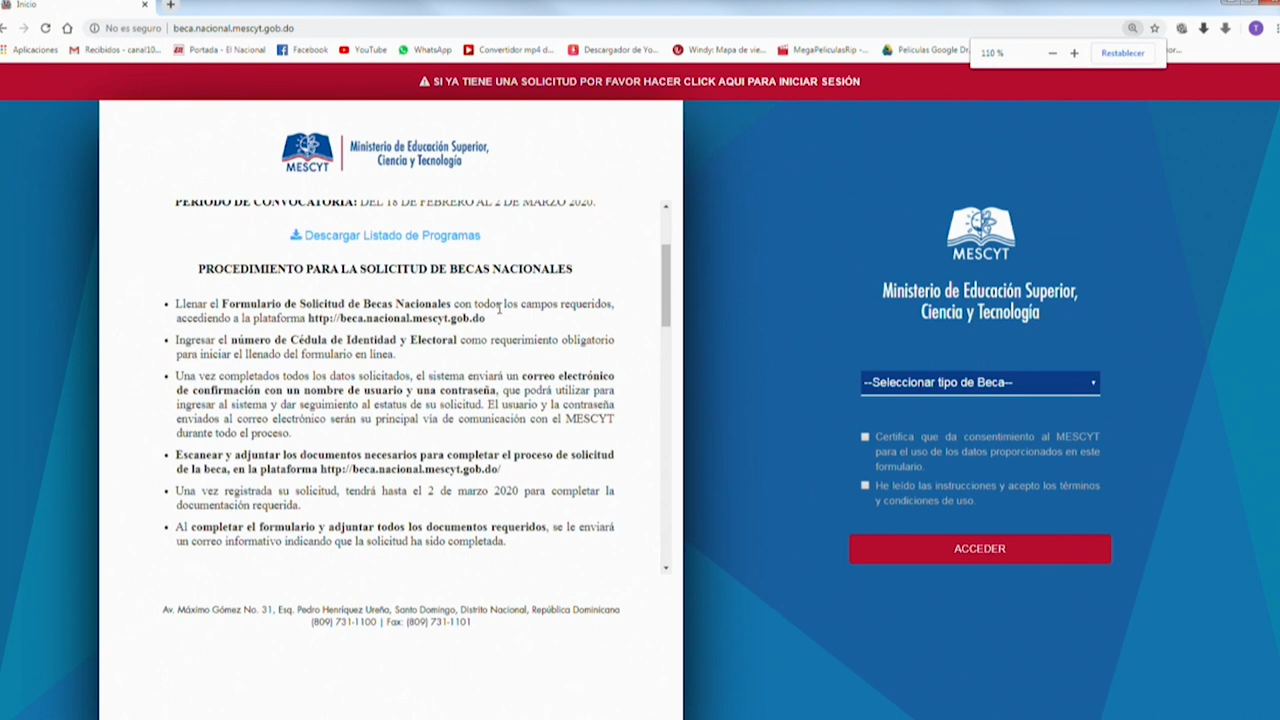 Inicio
No es seguro | beca.nacional.mescyt.gob.do
Aplicaciones
Recibidos - canal10...
Portada - El Nacional
Facebook
YouTube
WhatsApp
Convertidor mp4 d...
Descargador de Yo...
Windy: Mapa de vie...
MegaPeliculasRip -...
Películas Google Dr
110 %
Restablecer
SI YA TIENE UNA SOLICITUD POR FAVOR HACER CLICK AQUI PARA INICIAR SESIÓN
MESCYT
Ministerio de Educación Superior,
Ciencia y Tecnología
PERIODO DE CONVOCATORIA: DEL 18 DE FEBRERO AL 2 DE MARZO 2020.
Descargar Listado de Programas
PROCEDIMIENTO PARA LA SOLICITUD DE BECAS NACIONALES
• Llenar el Formulario de Solicitud de Becas Nacionales con todos los campos requeridos,
accediendo a la plataforma http://beca.nacional.mescyt.gob.do
• Ingresar el número de Cédula de Identidad y Electoral como requerimiento obligatorio
para iniciar el llenado del formulario en línea.
• Una vez completados todos los datos solicitados, el sistema enviará un correo electrónico
de confirmación con un nombre de usuario y una contraseña, que podrá utilizar para
ingresar al sistema y dar seguimiento al estatus de su solicitud. El usuario y la contraseña
enviados al correo electrónico serán su principal vía de comunicación con el MESCYT
durante todo el proceso.
• Escanear y adjuntar los documentos necesarios para completar el proceso de solicitud
de la beca, en la plataforma http://beca.nacional.mescyt.gob.do/
• Una vez registrada su solicitud, tendrá hasta el 2 de marzo 2020 para completar la
documentación requerida.
• Al completar el formulario y adjuntar todos los documentos requeridos, se le enviará
un correo informativo indicando que la solicitud ha sido completada.
Av. Máximo Gómez No. 31, Esq. Pedro Henríquez Ureña, Santo Domingo, Distrito Nacional, República Dominicana
(809) 731-1100 | Fax: (809) 731-1101
MESCYT
Ministerio de Educación Superior,
Ciencia y Tecnología
--Seleccionar tipo de Beca--
Certifica que da consentimiento al MESCYT
para el uso de los datos proporcionados en este
formulario.
He leído las instrucciones y acepto los términos
y condiciones de uso.
ACCEDER